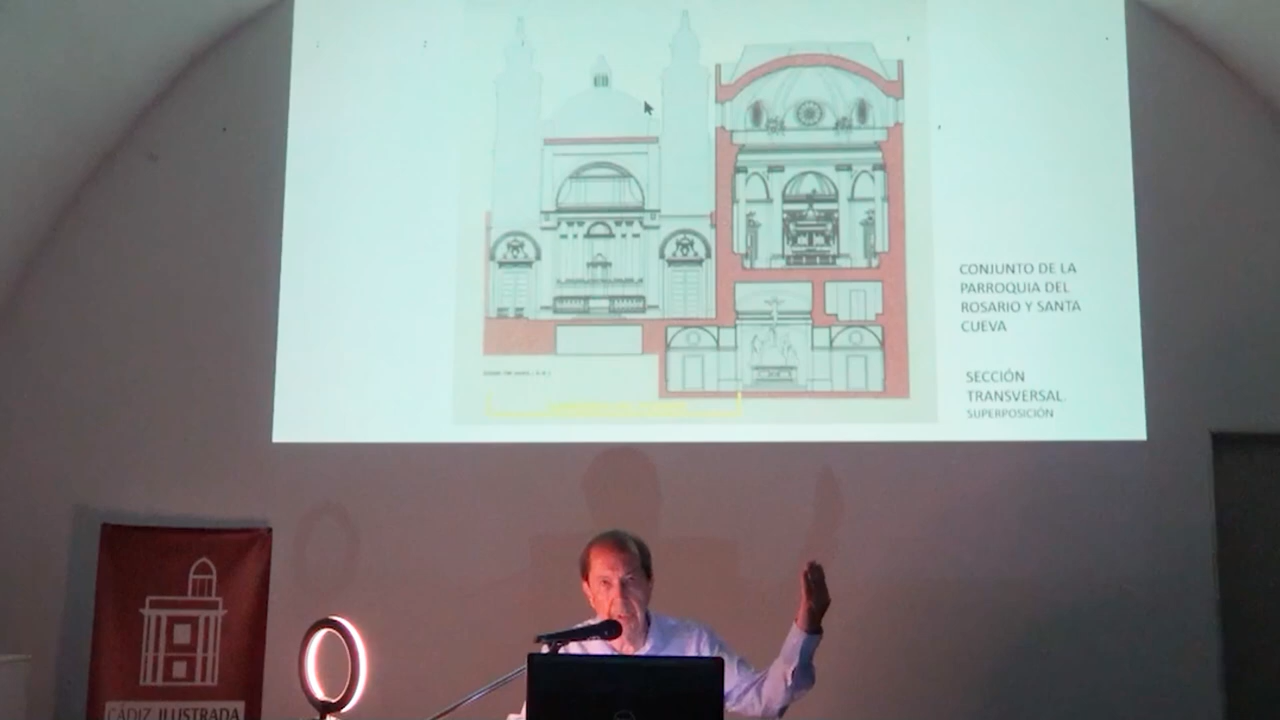 CONJUNTO DE LA
PARROQUIA DEL
ROSARIO Y SANTA
CUEVA
SECCIÓN
TRANSVERSAL.
SUPERPOSICIÓN
CÁDIZ ILUSTRADA